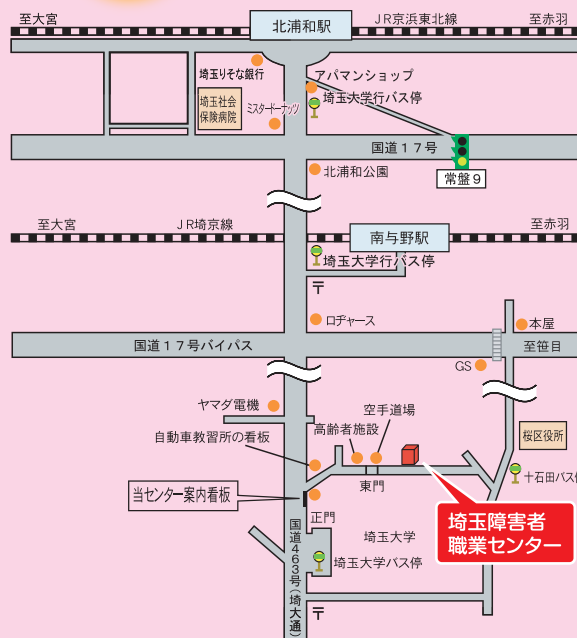 至大宮
北浦和駅
JR京浜東北線
至赤羽
埼玉りそな銀行
アパマンショップ
埼玉社会
保険病院
ミスタードーナッツ
埼玉大学行バス停
国道17号
北浦和公園
常盤9
至大宮
JR埼京線
南与野駅
至赤羽
埼玉大学行バス停
〒
ロヂャース
本屋
国道17号バイパス
至笹目
GS
ヤマダ電機
空手道場
高齢者施設
自動車教習所の看板
桜区役所
東門
十石田バス停
当センター案内看板
正門
埼玉障害者
職業センター
埼玉大学
埼玉大学バス停
国道463号(埼大通)
〒